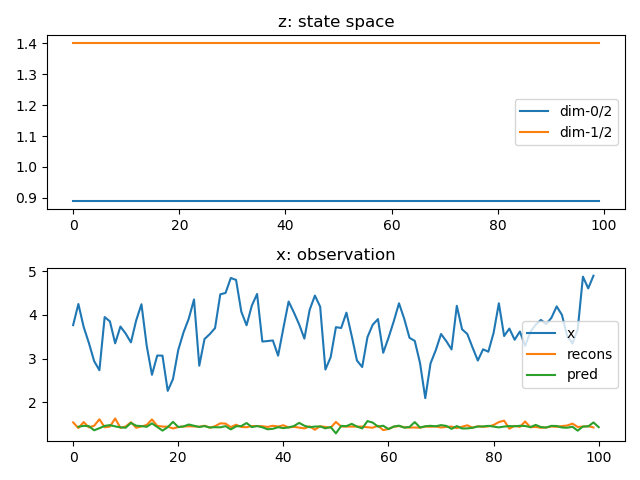 z: state space
1.4
1.3
1.2
1.1
1.0
0.9
dim-0/2
dim-1/2
0 20 40 60 80 100
x: observation
5
4
3
2
x
recons
pred
0 20 40 60 80 100